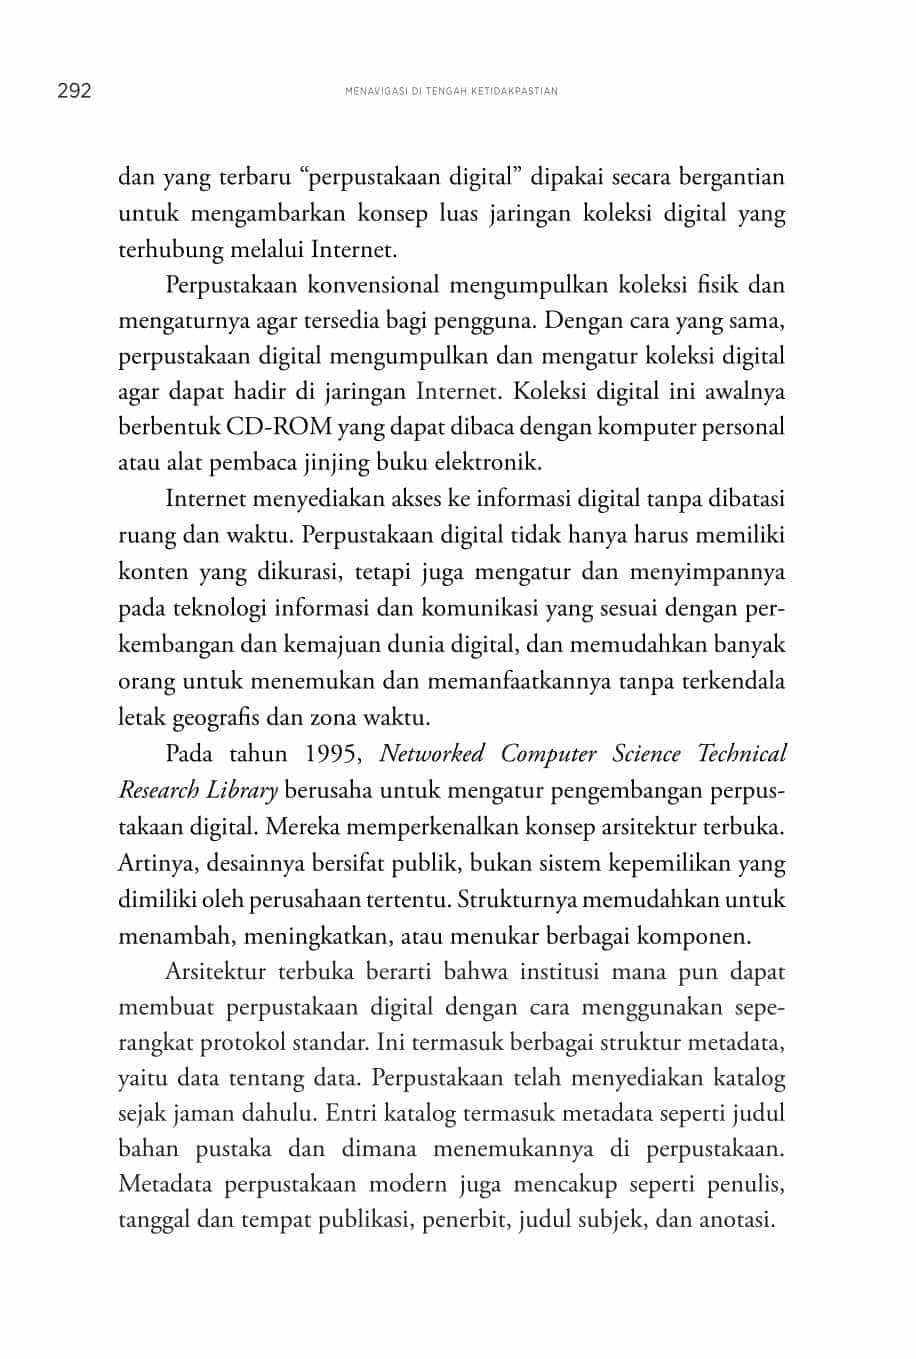 292
MENAVIGASI DI TENGAH KETIDAKPASTIAN
dan yang terbaru “perpustakaan digital” dipakai secara bergantian
untuk mengambarkan konsep luas jaringan koleksi digital yang
terhubung melalui Internet.
Perpustakaan konvensional mengumpulkan koleksi fisik dan
mengaturnya agar tersedia bagi pengguna. Dengan cara yang sama,
perpustakaan digital mengumpulkan dan mengatur koleksi digital
agar dapat hadir di jaringan Internet. Koleksi digital ini awalnya
berbentuk CD-ROM yang dapat dibaca dengan komputer personal
atau alat pembaca jinjing buku elektronik.
Internet menyediakan akses ke informasi digital tanpa dibatasi
ruang dan waktu. Perpustakaan digital tidak hanya harus memiliki
konten yang dikurasi, tetapi juga mengatur dan menyimpannya
pada teknologi informasi dan komunikasi yang sesuai dengan per-
kembangan dan kemajuan dunia digital, dan memudahkan banyak
orang untuk menemukan dan memanfaatkannya tanpa terkendala
letak geografis dan zona waktu.
Pada tahun 1995, Networked Computer Science Technical
Research Library berusaha untuk mengatur pengembangan perpus-
takaan digital. Mereka memperkenalkan konsep arsitektur terbuka.
Artinya, desainnya bersifat publik, bukan sistem kepemilikan yang
dimiliki oleh perusahaan tertentu. Strukturnya memudahkan untuk
menambah, meningkatkan, atau menukar berbagai komponen.
Arsitektur terbuka berarti bahwa institusi mana pun dapat
membuat perpustakaan digital dengan cara menggunakan sepe-
rangkat protokol standar. Ini termasuk berbagai struktur metadata,
yaitu data tentang data. Perpustakaan telah menyediakan katalog
sejak jaman dahulu. Entri katalog termasuk metadata seperti judul
bahan pustaka dan dimana menemukannya di perpustakaan.
Metadata perpustakaan modern juga mencakup seperti penulis,
tanggal dan tempat publikasi, penerbit, judul subjek, dan anotasi.